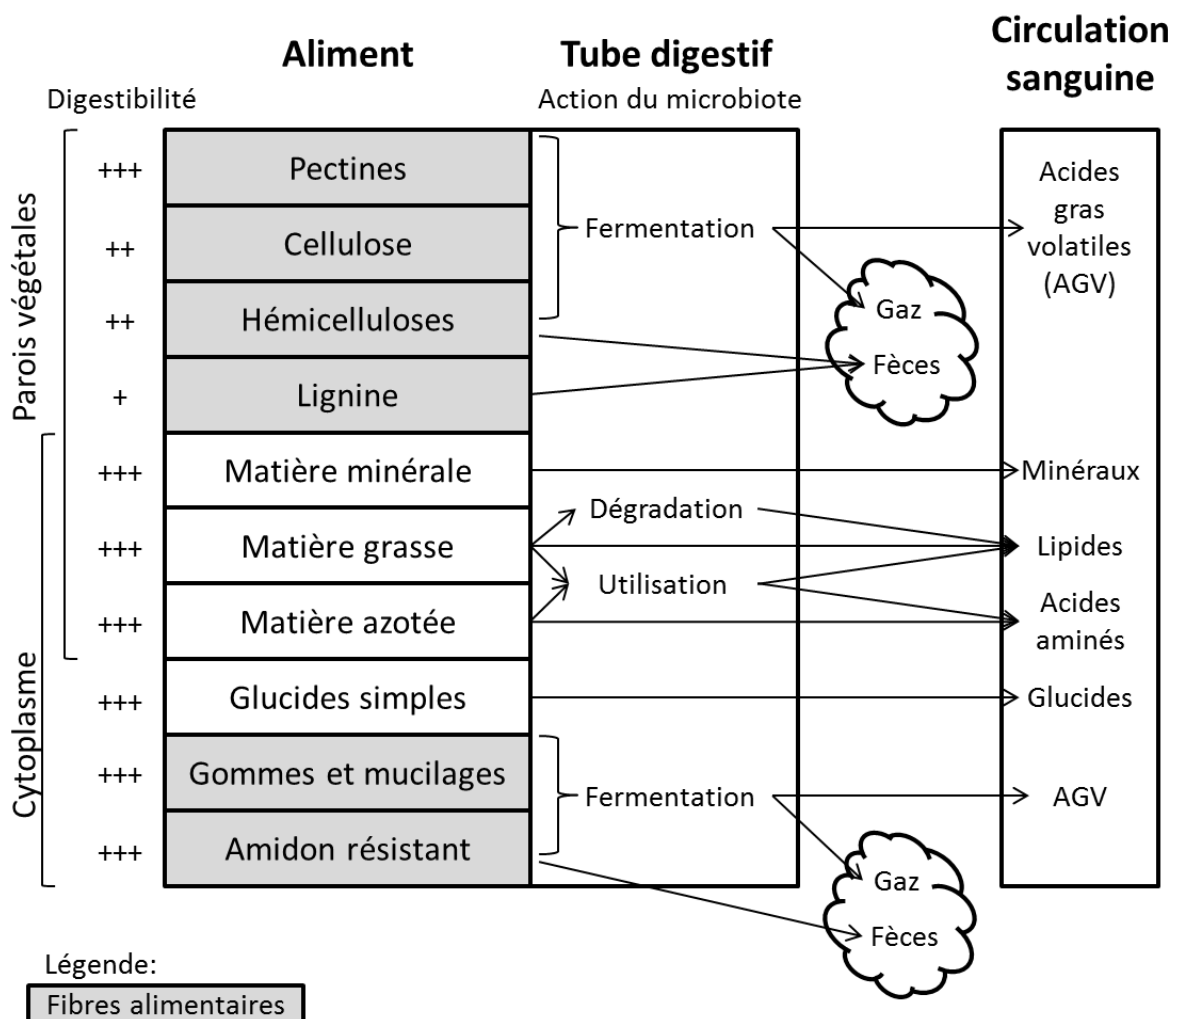 Aliment
Tube digestif
Circulation
sanguine
Digestibilité
Action du microbiote
Parois végétales
Cytoplasme
+++
Pectines
++
Cellulose
++
Hémicelluloses
+
Lignine
+++
Matière minérale
+++
Matière grasse
+++
Matière azotée
+++
Glucides simples
+++
Gommes et mucilages
+++
Amidon résistant
Fermentation
Dégradation
Utilisation
Fermentation
Gaz
Fèces
Gaz
Fèces
Acides
gras
volatiles
(AGV)
Minéraux
Lipides
Acides
aminés
Glucides
AGV
Légende:
Fibres alimentaires